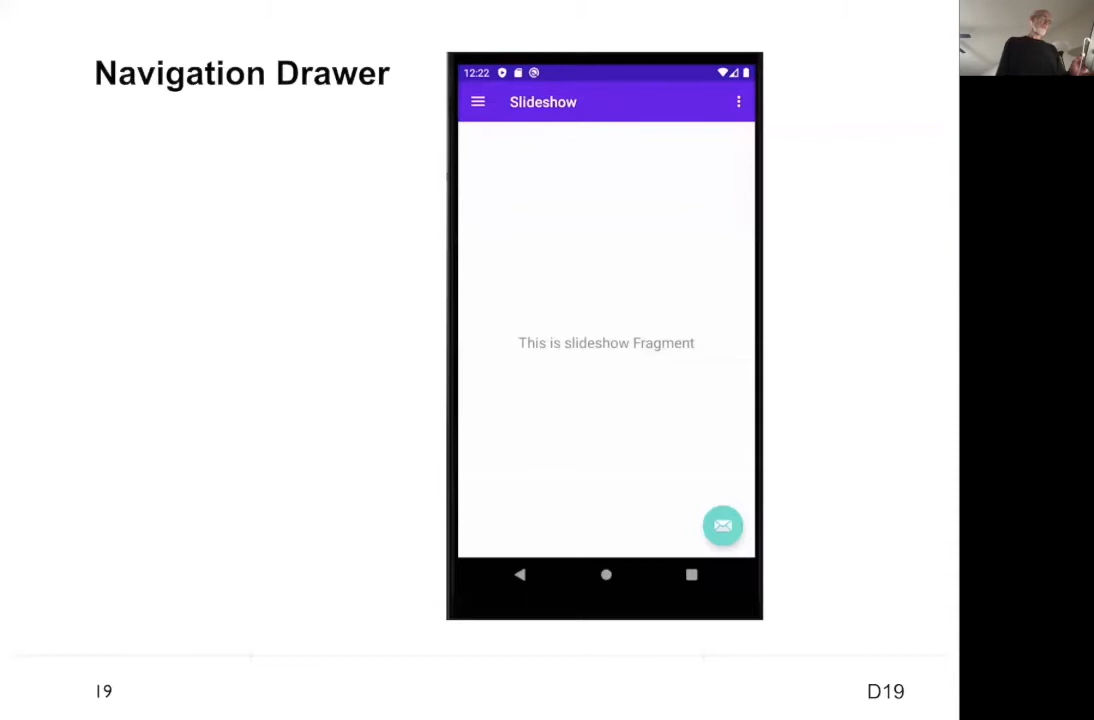 Navigation Drawer
12:22
Slideshow
This is slideshow Fragment
19
D19